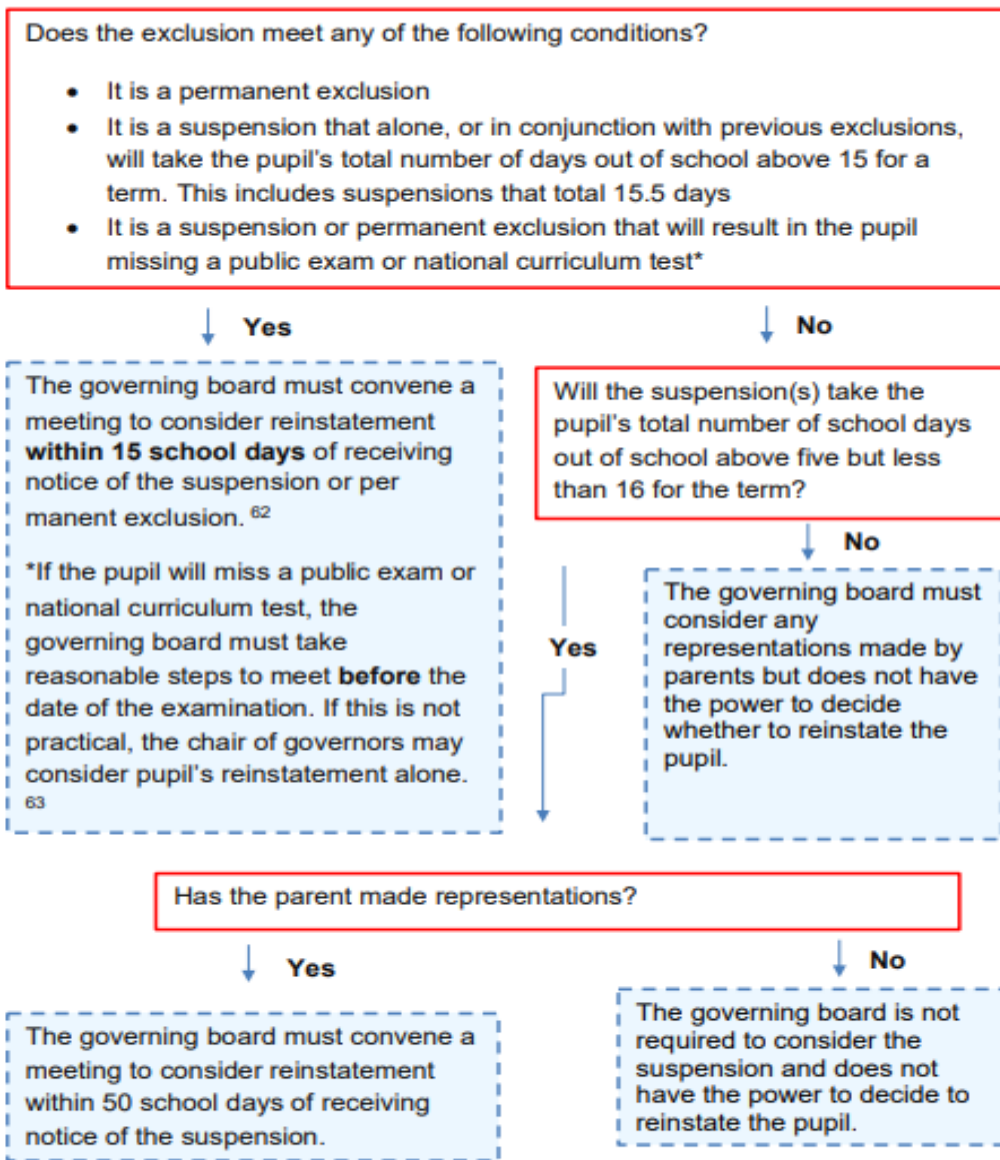 Does the exclusion meet any of the following conditions?
• It is a permanent exclusion
• It is a suspension that alone, or in conjunction with previous exclusions,
will take the pupil's total number of days out of school above 15 for a
term. This includes suspensions that total 15.5 days
• It is a suspension or permanent exclusion that will result in the pupil
missing a public exam or national curriculum test*
Yes
No
The governing board must convene a
meeting to consider reinstatement
within 15 school days of receiving
notice of the suspension or per
manent exclusion. 62
*If the pupil will miss a public exam or
national curriculum test, the
governing board must take
reasonable steps to meet before the
date of the examination. If this is not
practical, the chair of governors may
consider pupil's reinstatement alone.
63
Will the suspension(s) take the
pupil's total number of school days
out of school above five but less
than 16 for the term?
No
Yes
The governing board must
consider any
representations made by
parents but does not have
the power to decide
whether to reinstate the
pupil.
Has the parent made representations?
Yes
No
The governing board must convene a
meeting to consider reinstatement
within 50 school days of receiving
notice of the suspension.
The governing board is not
required to consider the
suspension and does not
have the power to decide to
reinstate the pupil.